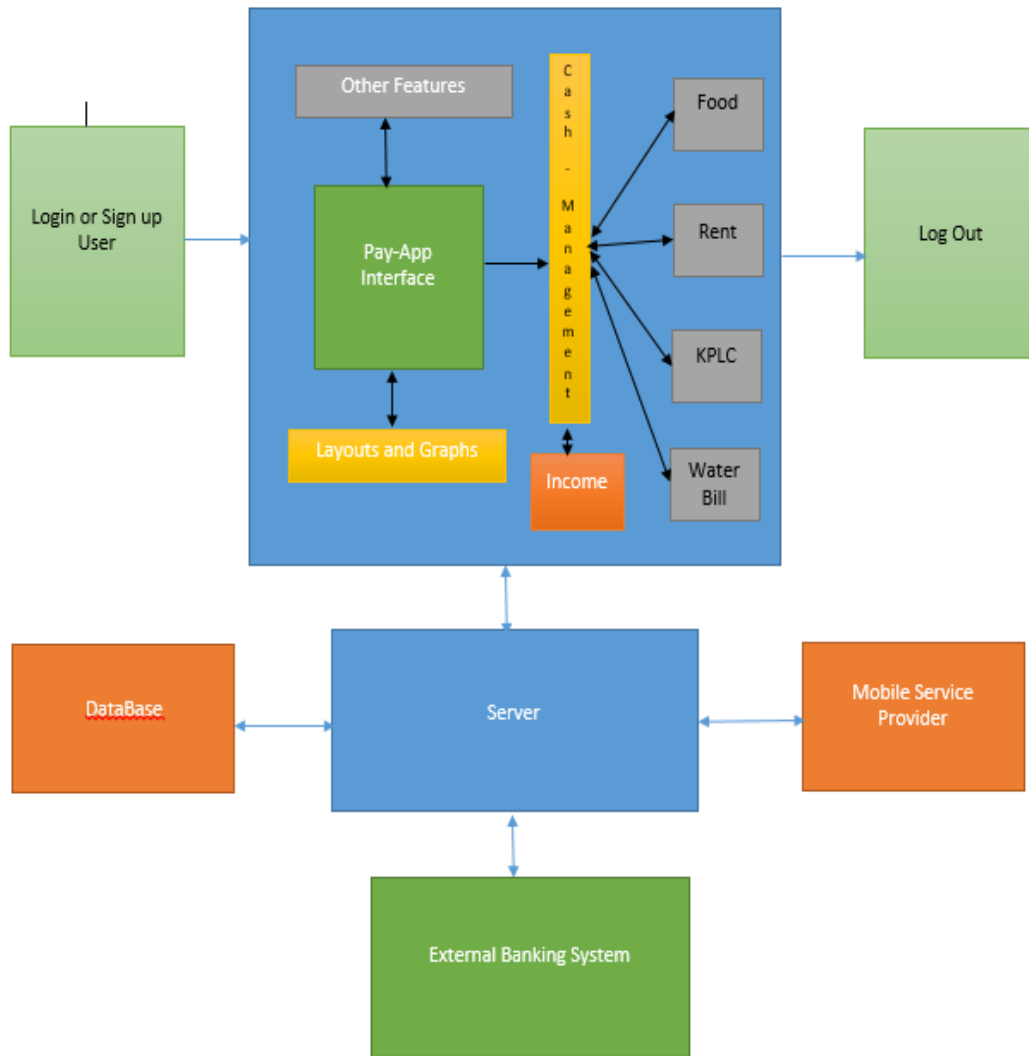 Other Features
Cash - Management
Food
Login or Sign up
User
Pay-App
Interface
Rent
Log Out
KPLC
Layouts and Graphs
Income
Water
Bill
DataBase
Server
Mobile Service
Provider
External Banking System